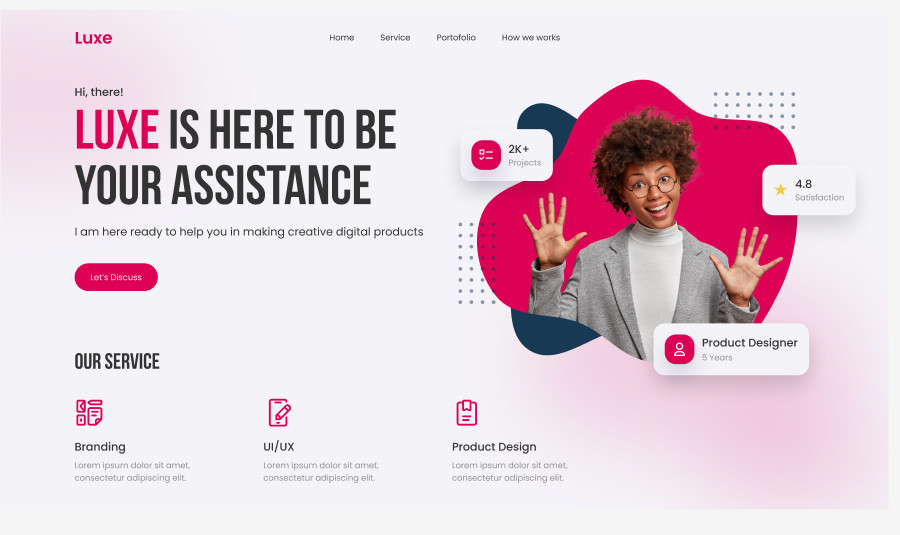 Luxe
Home Service Portofolio How we works
Hi, there!
LUXE IS HERE TO BE
YOUR ASSISTANCE
I am here ready to help you in making creative digital products
Let's Discuss
2K+
Projects
4.8
Satisfaction
Product Designer
5 Years
OUR SERVICE
Branding
Lorem ipsum dolor sit amet,
consectetur adipiscing elit.
UI/UX
Lorem ipsum dolor sit amet,
consectetur adipiscing elit.
Product Design
Lorem ipsum dolor sit amet,
consectetur adipiscing elit.